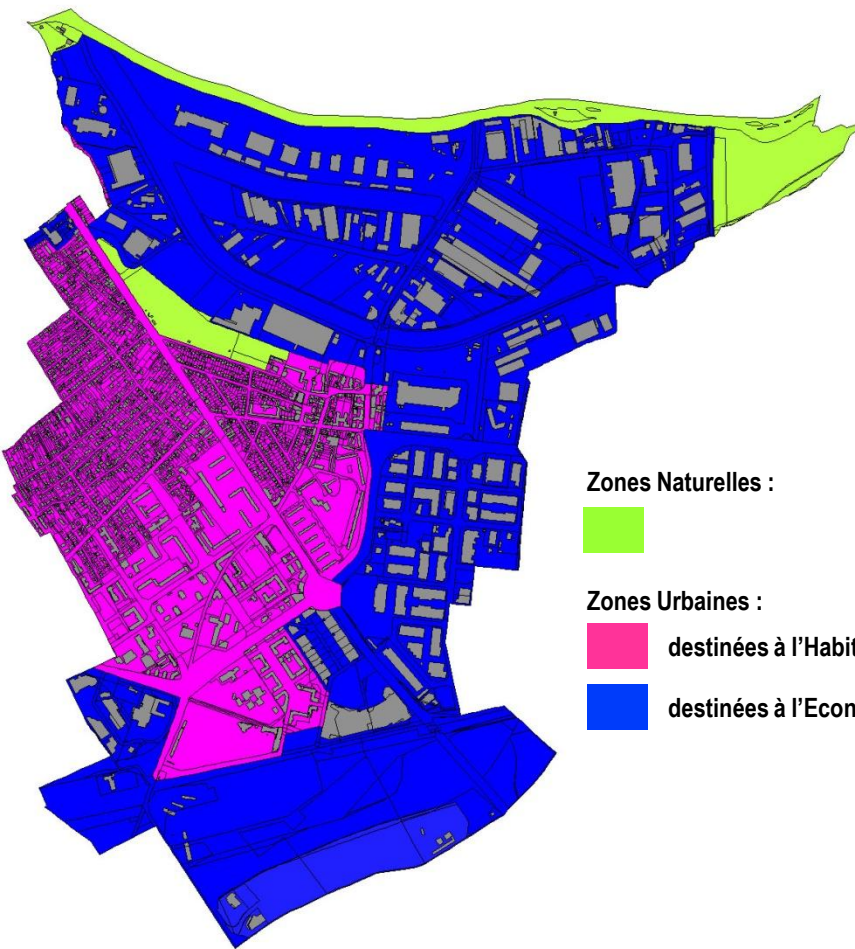 Zones Naturelles :
Zones Urbaines :
destinées à l'Habit
destinées à l'Econ